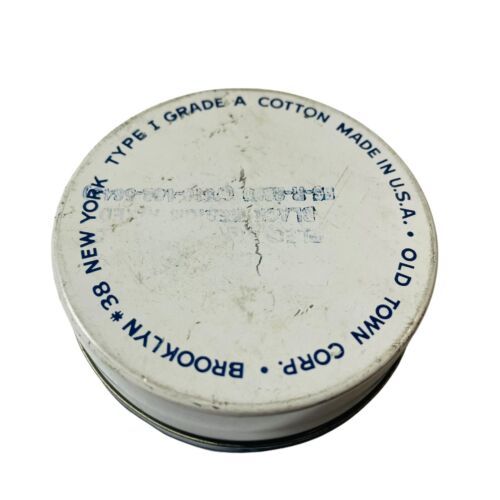 TYPE I GRADE A COTTON MADE IN U.S.A. • OLD TOWN CORP. • BROOKLYN * 38 NEW YORK